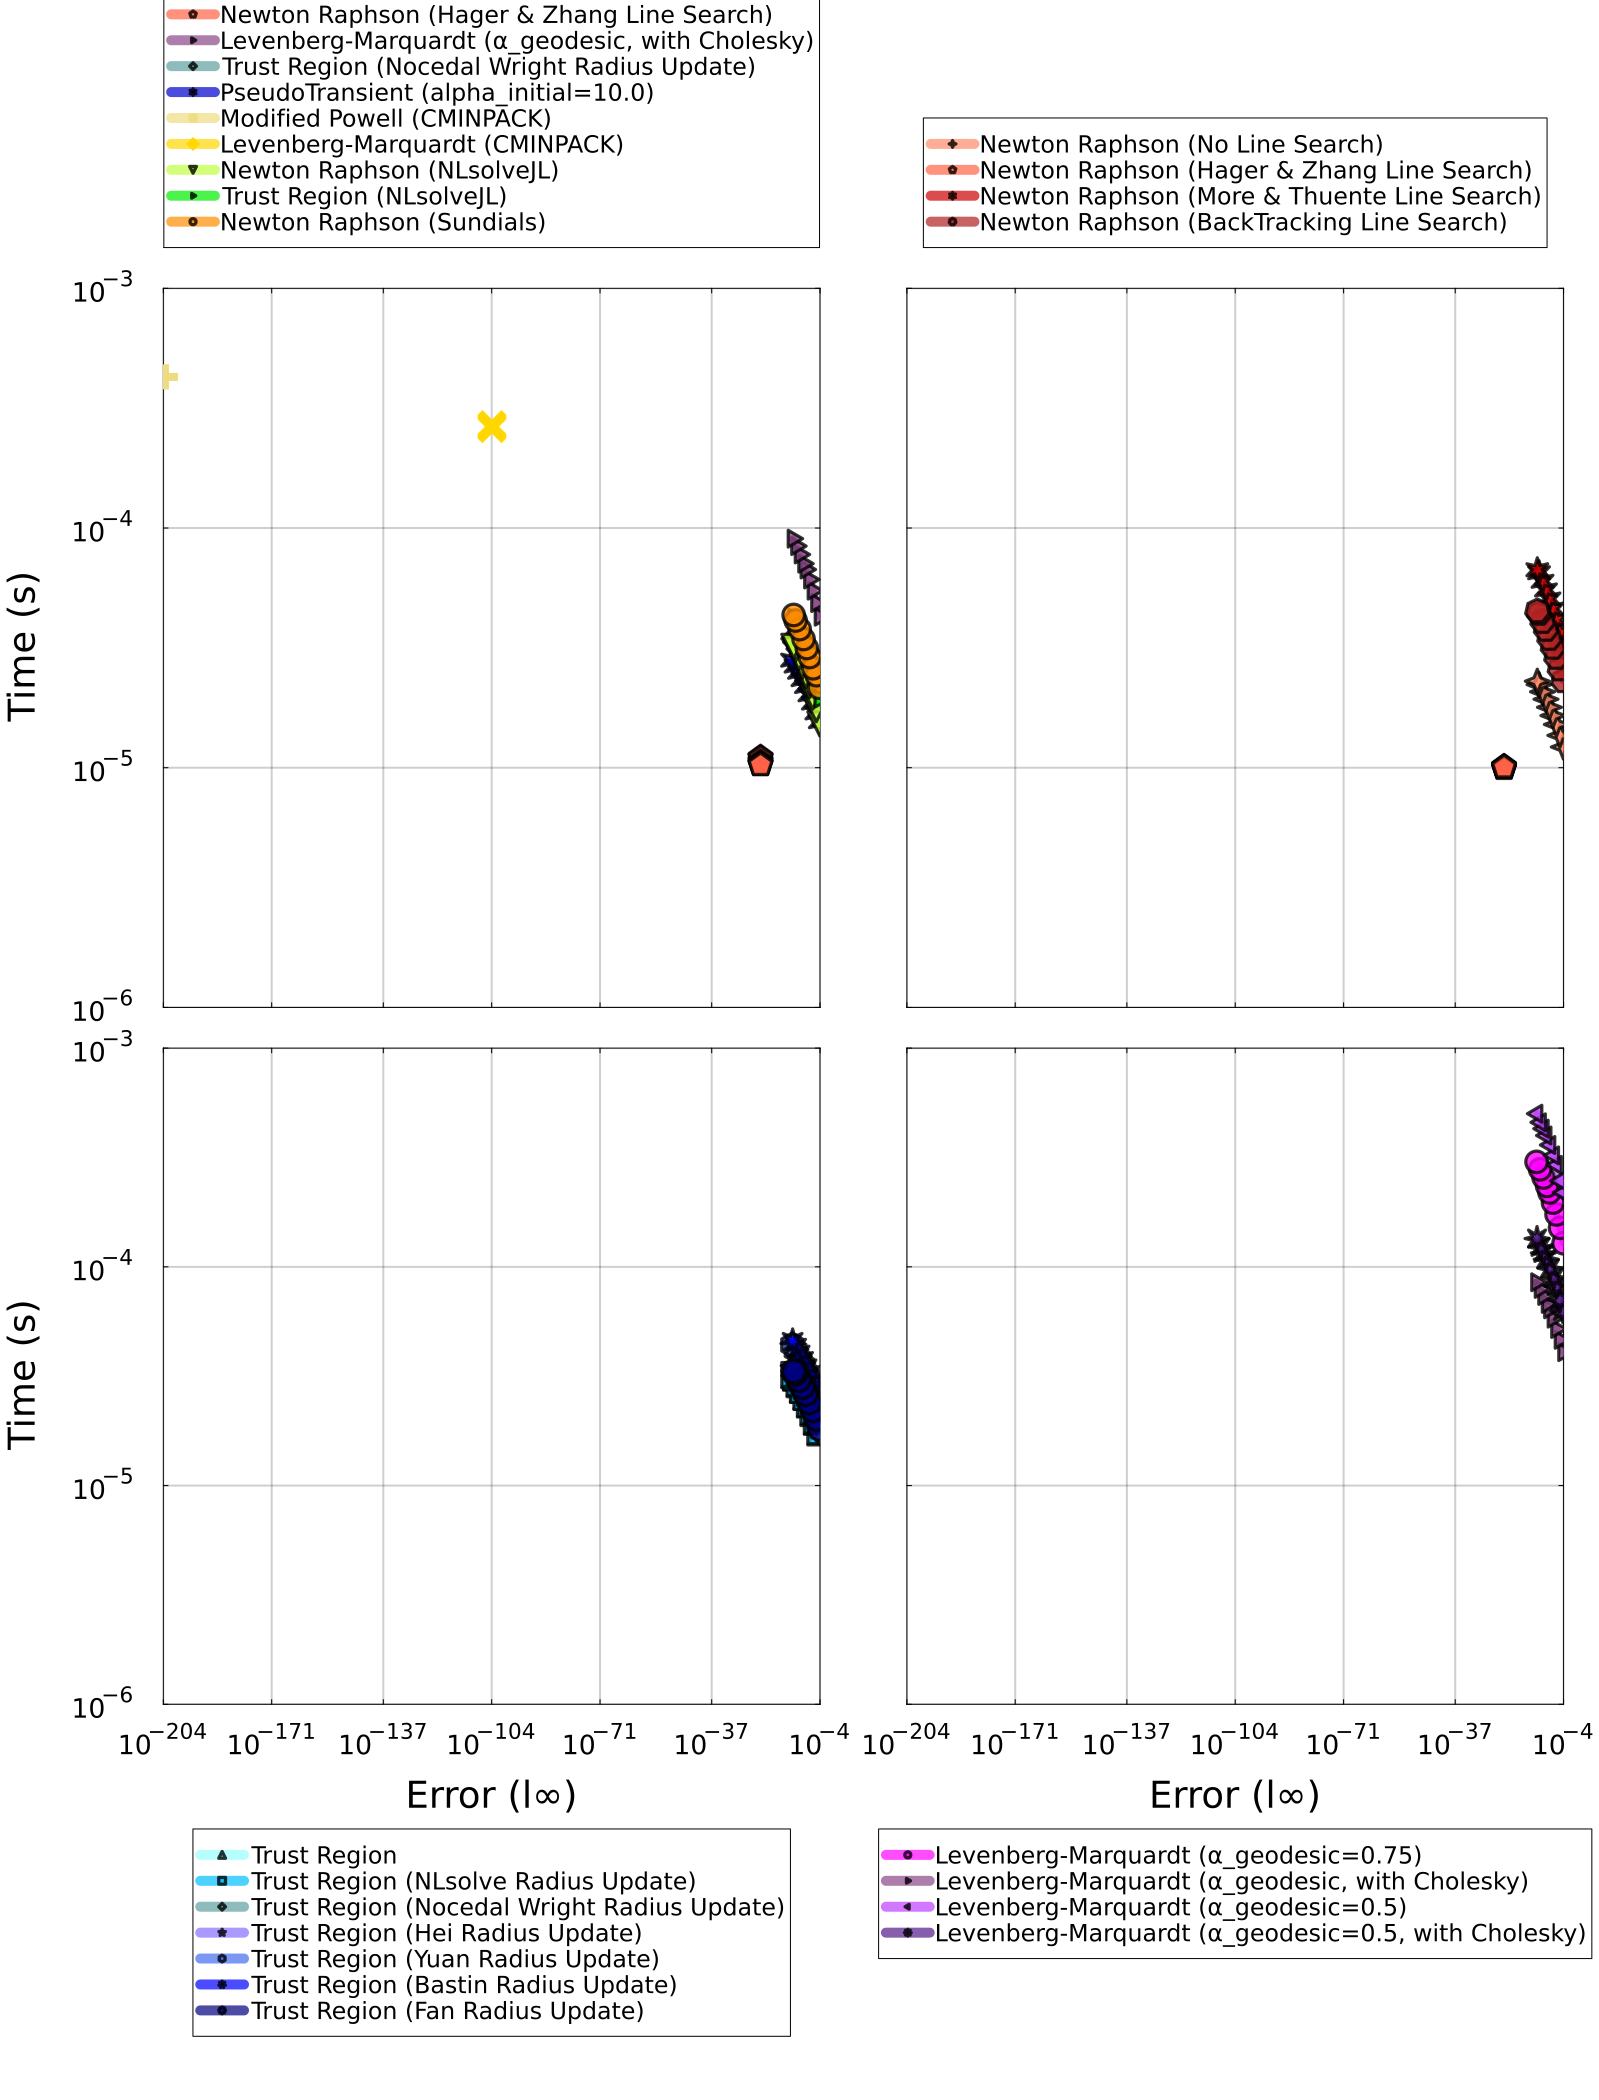 Newton Raphson (Hager & Zhang Line Search)
Levenberg-Marquardt (α_geodesic, with Cholesky)
Trust Region (Nocedal Wright Radius Update)
PseudoTransient (alpha_initial=10.0)
Modified Powell (CMINPACK)
Levenberg-Marquardt (CMINPACK)
Newton Raphson (NLsolveJL)
Trust Region (NLsolveJL)
Newton Raphson (Sundials)
Newton Raphson (No Line Search)
Newton Raphson (Hager & Zhang Line Search)
Newton Raphson (More & Thuente Line Search)
Newton Raphson (BackTracking Line Search)
10⁻³
10⁻⁴
10⁻⁵
10⁻⁶
Time (s)
10⁻³
10⁻⁴
10⁻⁵
10⁻⁶
Time (s)
10⁻²⁰⁴ 10⁻¹⁷¹ 10⁻¹³⁷ 10⁻¹⁰⁴ 10⁻⁷¹ 10⁻³⁷ 10⁻⁴
Error (l∞)
10⁻²⁰⁴ 10⁻¹⁷¹ 10⁻¹³⁷ 10⁻¹⁰⁴ 10⁻⁷¹ 10⁻³⁷ 10⁻⁴
Error (l∞)
Trust Region
Trust Region (NLsolve Radius Update)
Trust Region (Nocedal Wright Radius Update)
Trust Region (Hei Radius Update)
Trust Region (Yuan Radius Update)
Trust Region (Bastin Radius Update)
Trust Region (Fan Radius Update)
Levenberg-Marquardt (α_geodesic=0.75)
Levenberg-Marquardt (α_geodesic, with Cholesky)
Levenberg-Marquardt (α_geodesic=0.5)
Levenberg-Marquardt (α_geodesic=0.5, with Cholesky)